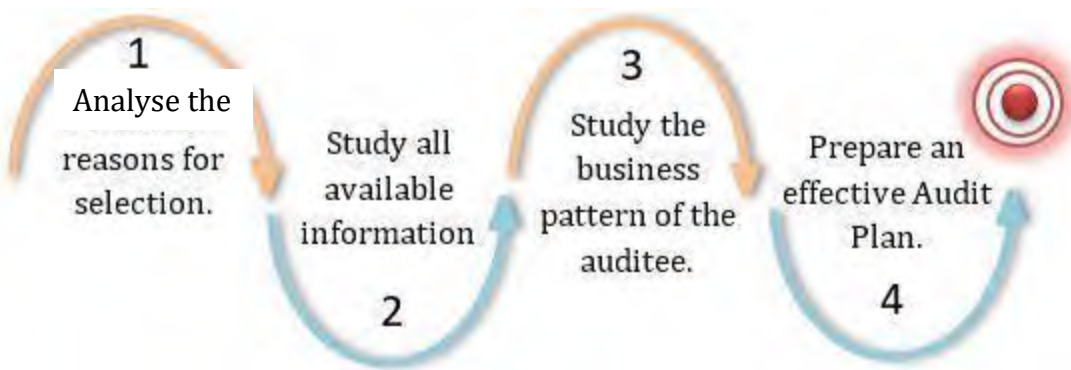 1
Analyse the
reasons for
selection.
Study all
available
information
2
3
Study the
business
pattern of the
auditee.
Prepare an
effective Audit
Plan.
4